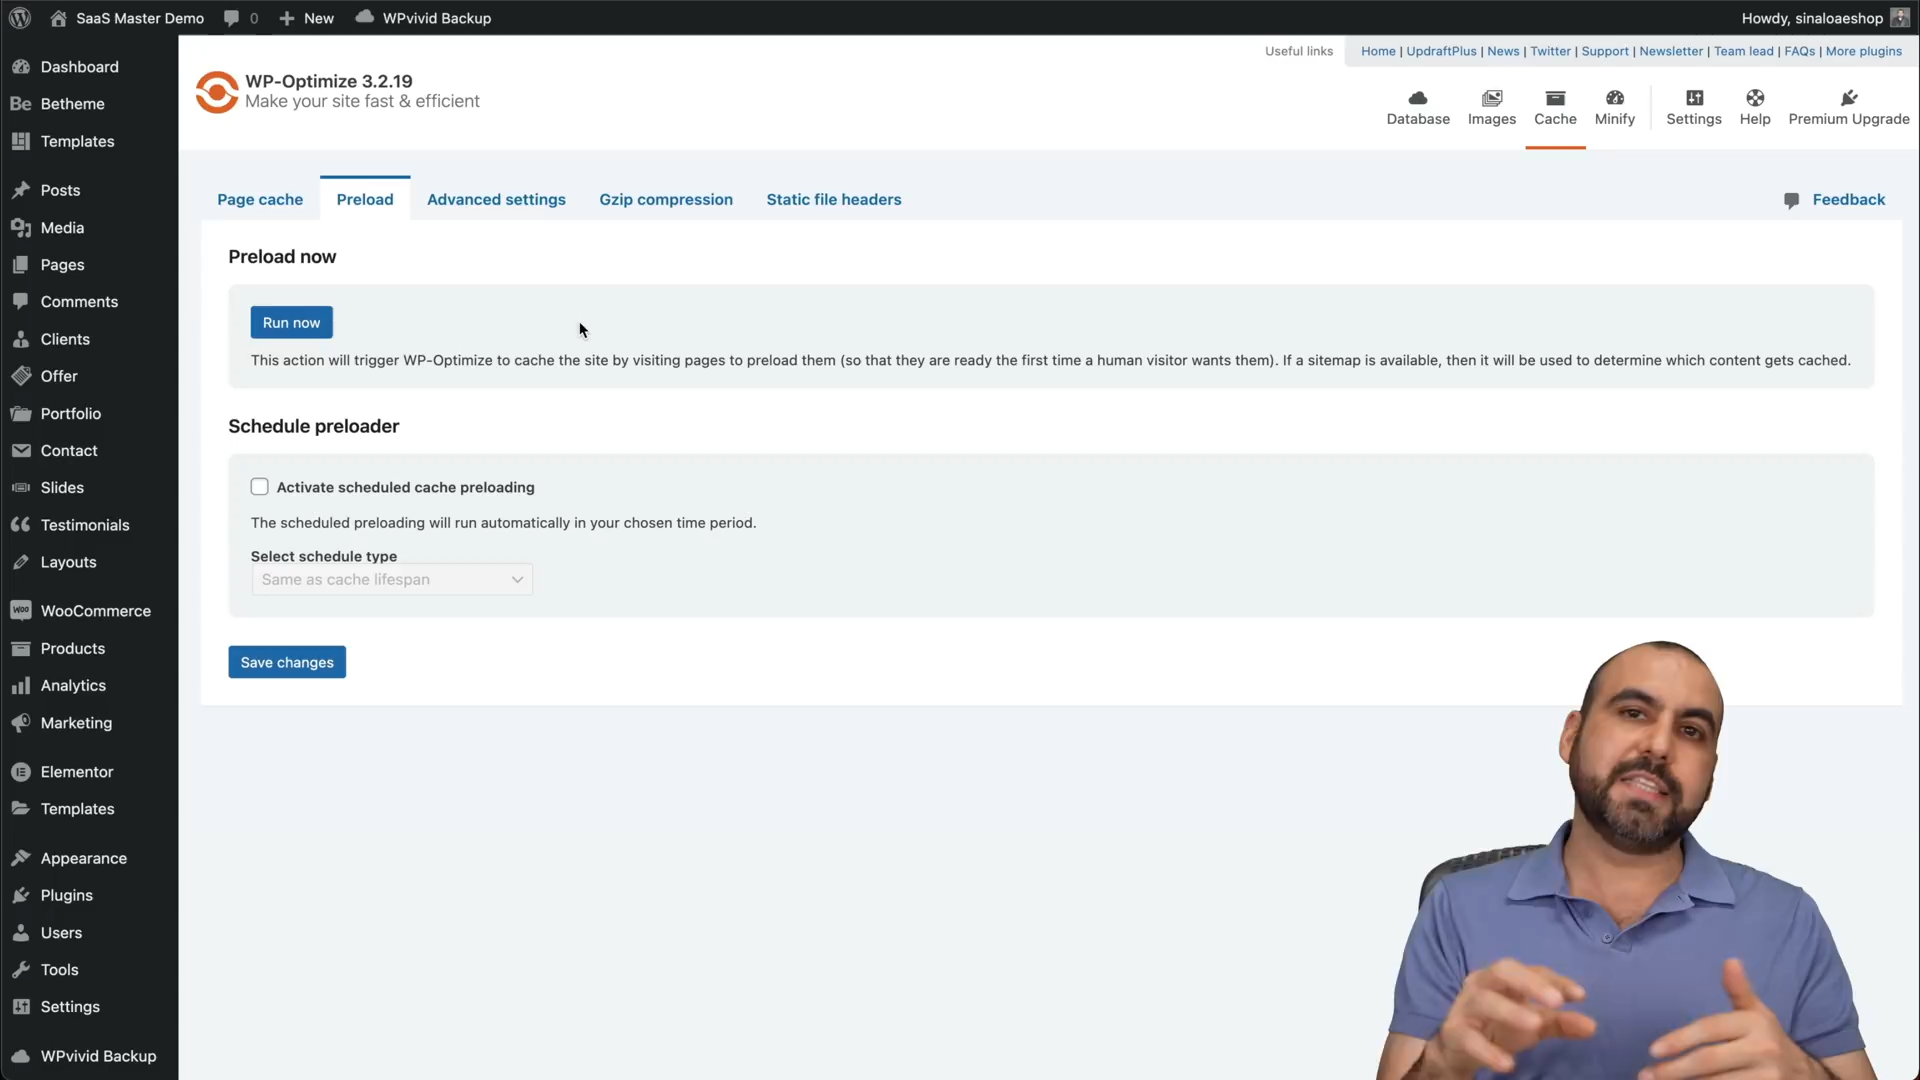 SaaS Master Demo 0 New WPvivid Backup Howdy, sinaloaeshop
Dashboard
Be Betheme
Templates
Posts
Media
Pages
Comments
Clients
Offer
Portfolio
Contact
Slides
Testimonials
Layouts
Woo WooCommerce
Products
Analytics
Marketing
Elementor
Templates
Appearance
Plugins
Users
Tools
Settings
WPvivid Backup
Useful links Home | UpdraftPlus | News | Twitter | Support | Newsletter | Team lead | FAQs | More plugins
WP-Optimize 3.2.19
Make your site fast & efficient
Database Images Cache Minify Settings Help Premium Upgrade
Page cache Preload Advanced settings Gzip compression Static file headers Feedback
Preload now
Run now
This action will trigger WP-Optimize to cache the site by visiting pages to preload them (so that they are ready the first time a human visitor wants them). If a sitemap is available, then it will be used to determine which content gets cached.
Schedule preloader
Activate scheduled cache preloading
The scheduled preloading will run automatically in your chosen time period.
Select schedule type
Same as cache lifespan
Save changes